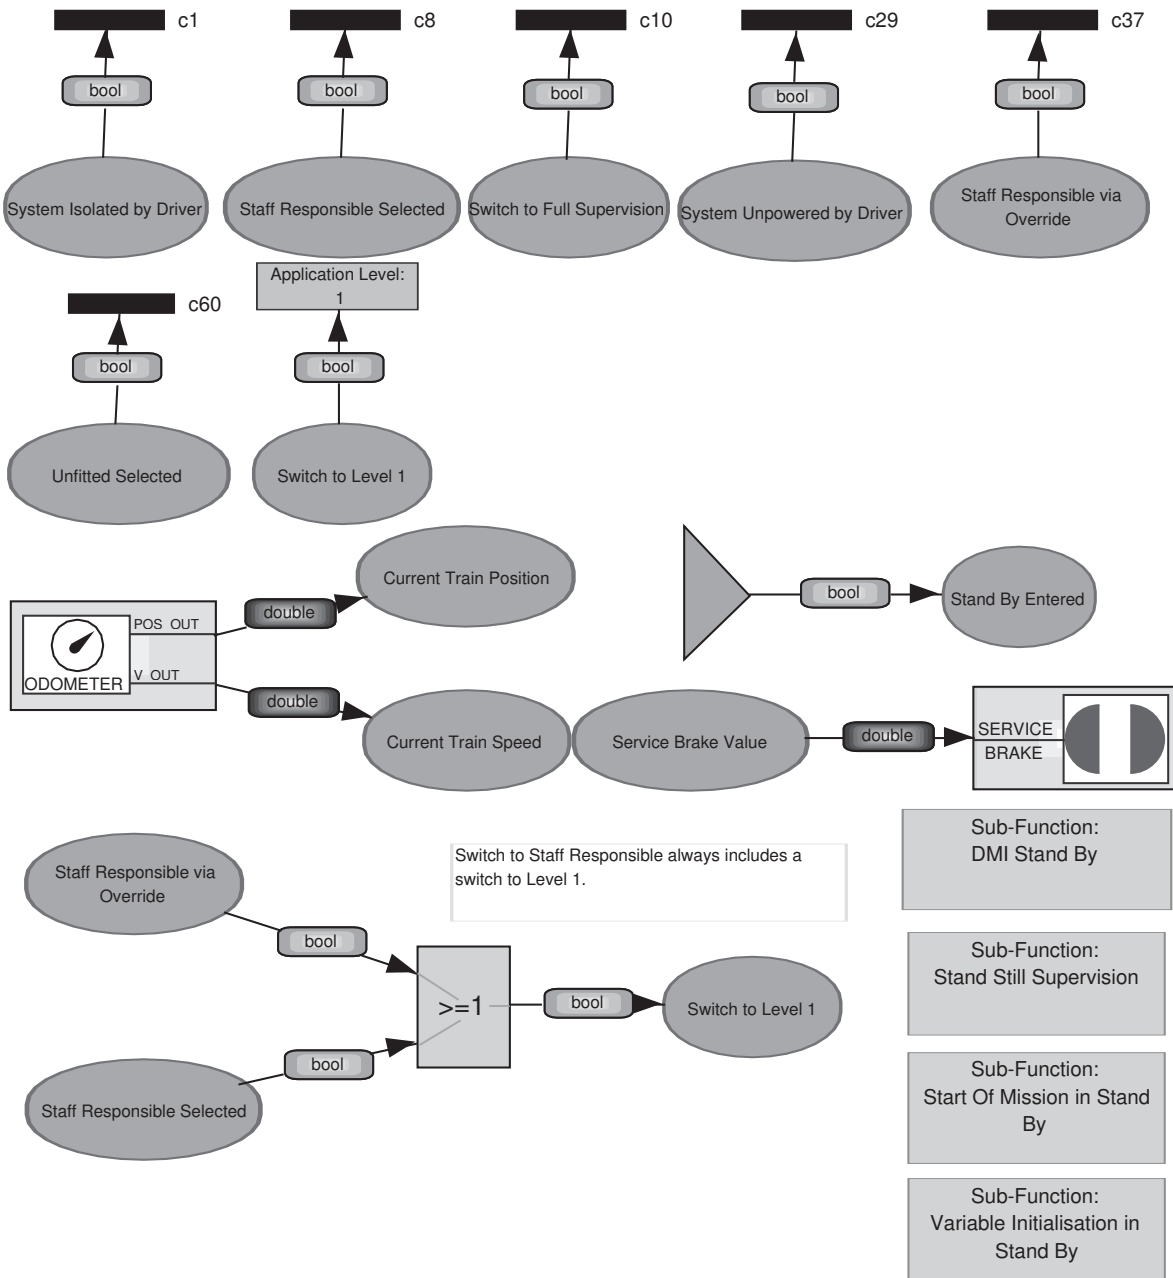 c1
c8
c10
c29
c37
bool
bool
bool
bool
bool
System Isolated by Driver
Staff Responsible Selected
Switch to Full Supervision
System Unpowered by Driver
Staff Responsible via
Override
c60
Application Level:
1
bool
bool
Unfitted Selected
Switch to Level 1
Current Train Position
double
POS OUT
V OUT
ODOMETER
double
Current Train Speed
bool
Stand By Entered
Service Brake Value
double
SERVICE
BRAKE
Staff Responsible via
Override
bool
Switch to Staff Responsible always includes a
switch to Level 1.
>=1
bool
Switch to Level 1
bool
Staff Responsible Selected
Sub-Function:
DMI Stand By
Sub-Function:
Stand Still Supervision
Sub-Function:
Start Of Mission in Stand
By
Sub-Function:
Variable Initialisation in
Stand By